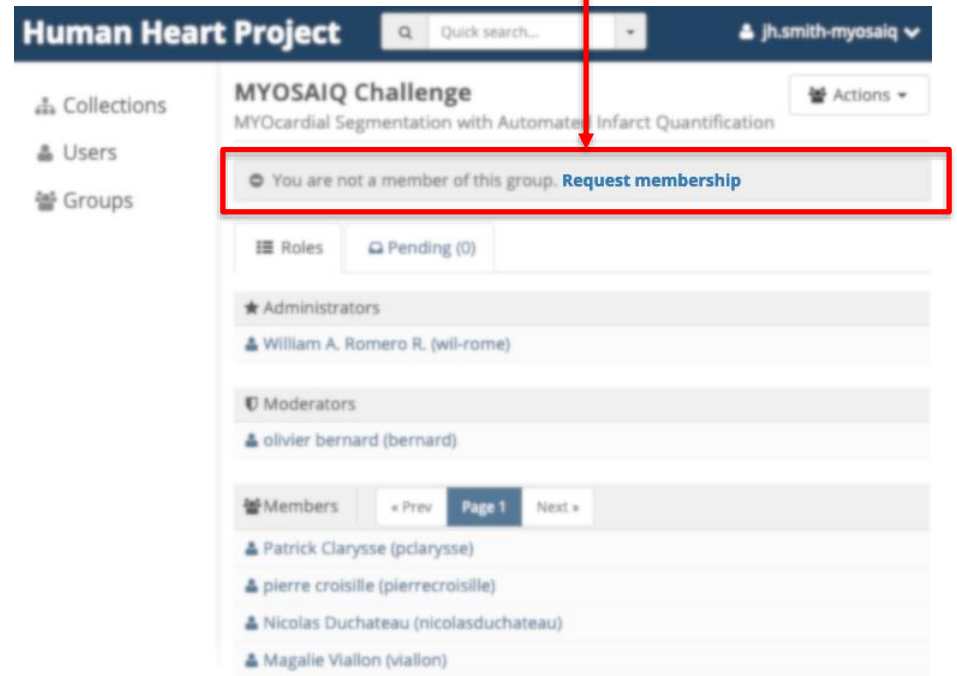 Human Heart Project
Quick search...
jh.smith-myosaiq
Collections
Users
Groups
MYOSAIQ Challenge
Actions
MYOcardial Segmentation with Automated Infarct Quantification
You are not a member of this group. Request membership
Roles
Pending (0)
Administrators
William A. Romero R. (wil-rome)
Moderators
olivier bernard (bernard)
Members
« Prev
Page 1
Next »
Patrick Clarysse (pclarysse)
pierre croisille (pierrecroisille)
Nicolas Duchateau (nicolasduchateau)
Magalie Viallon (viallon)